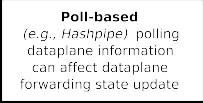 Poll-based
(e.g., Hashpipe) polling
dataplane information
can affect dataplane
forwarding state update